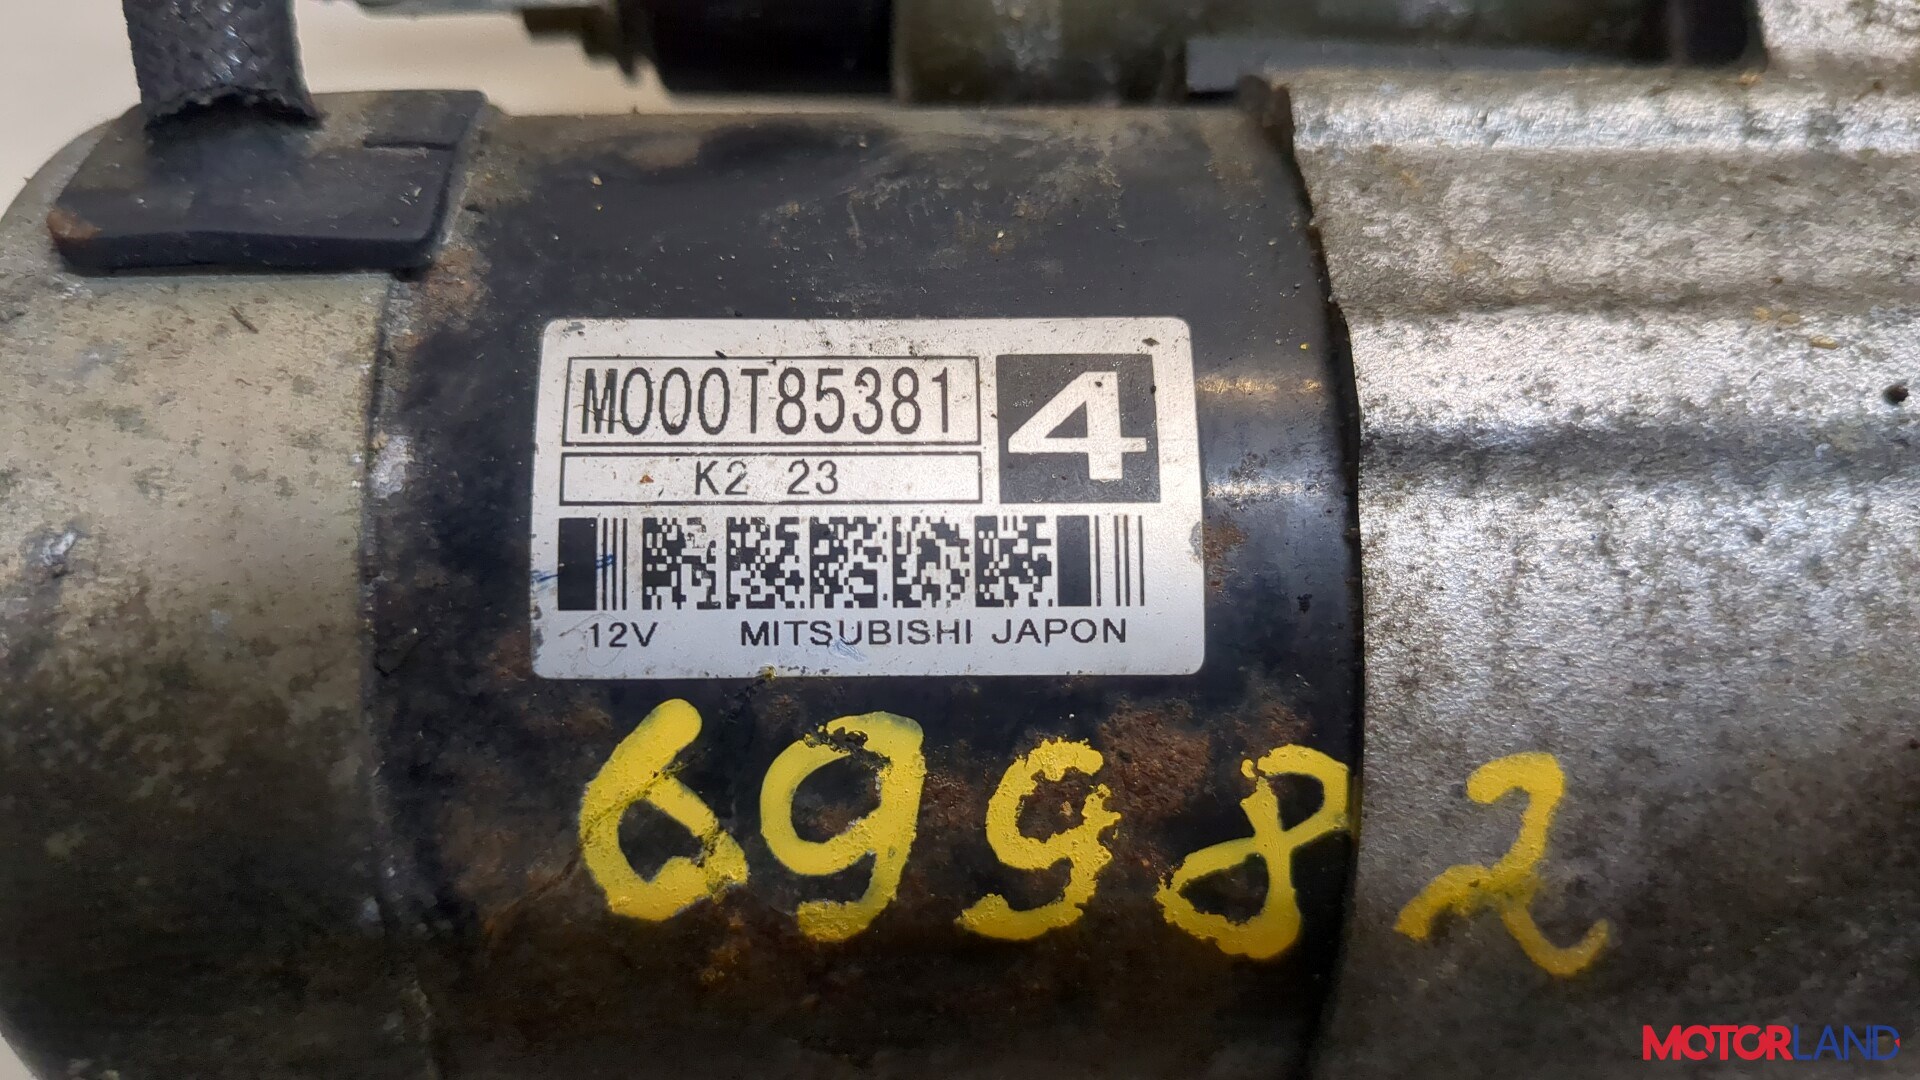 M000T85381
4
K2 23
12V MITSUBISHI JAPON
69982
MOTORLAND